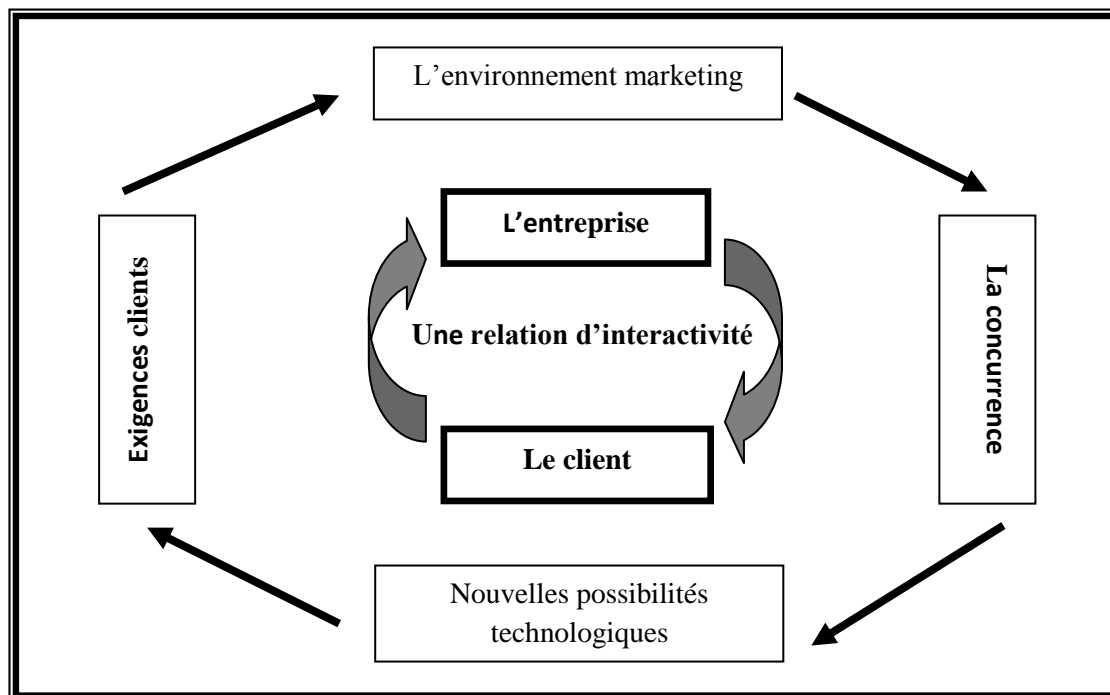 L’environnement marketing
L’entreprise
Exigences clients
Une relation d’interactivité
La concurrence
Le client
Nouvelles possibilités
technologiques